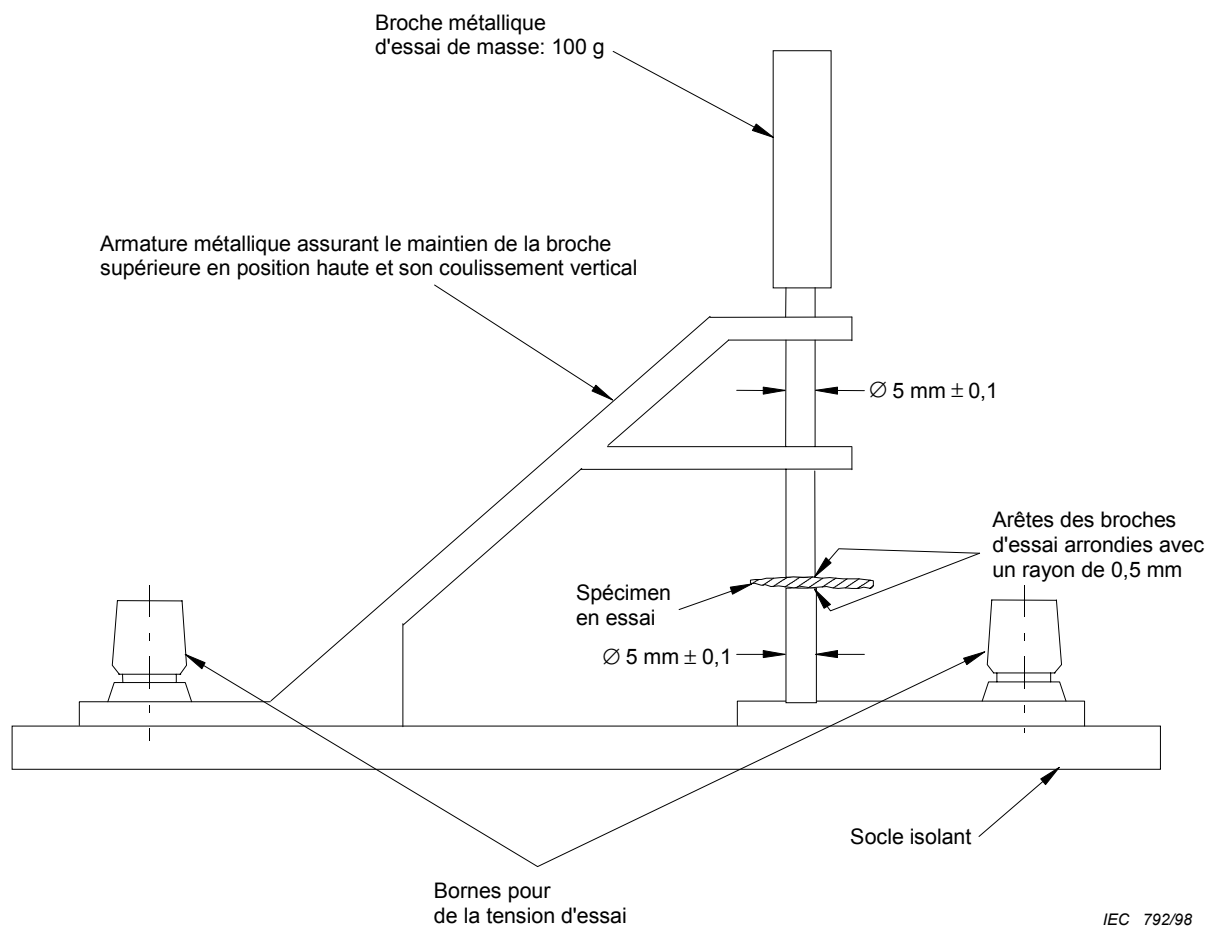 Broche métallique
d'essai de masse: 100 g
Armature métallique assurant le maintien de la broche
supérieure en position haute et son coulissement vertical
∅ 5 mm ± 0,1
Arêtes des broches
d'essai arrondies avec
un rayon de 0,5 mm
Spécimen
en essai
∅ 5 mm ± 0,1
Socle isolant
Bornes pour
de la tension d'essai
IEC 792/98